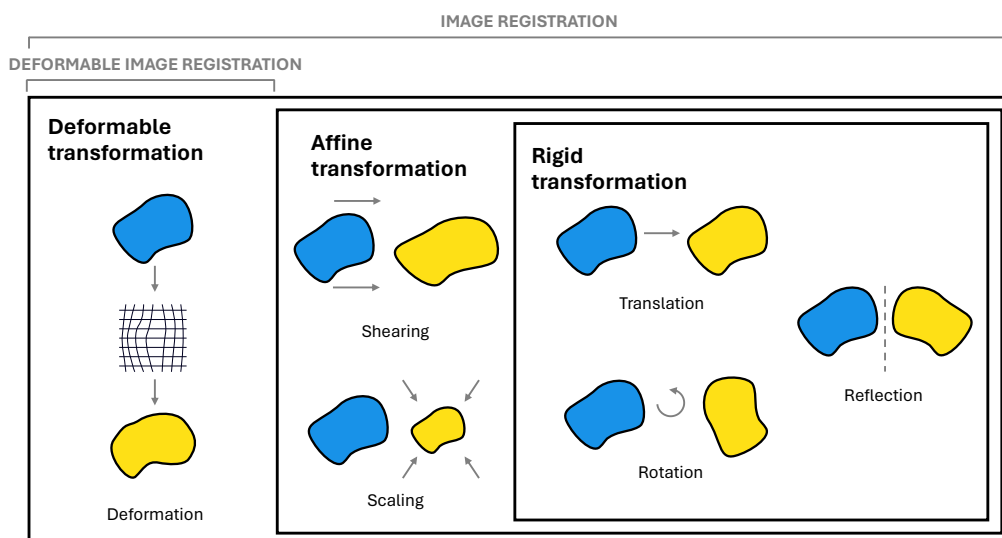 IMAGE REGISTRATION
DEFORMABLE IMAGE REGISTRATION
Deformable
transformation
Deformation
Affine
transformation
Shearing
Scaling
Rigid
transformation
Translation
Reflection
Rotation